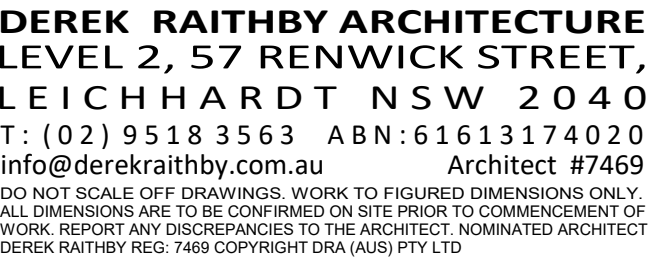 DEREK RAITHBY ARCHITECTURE
LEVEL 2, 57 RENWICK STREET,
LEICHHARDT NSW 2040
T: (02) 9518 3563 ABN:61613174020
info@derekraithby.com.au Architect #7469
DO NOT SCALE OFF DRAWINGS. WORK TO FIGURED DIMENSIONS ONLY.
ALL DIMENSIONS ARE TO BE CONFIRMED ON SITE PRIOR TO COMMENCEMENT OF
WORK. REPORT ANY DISCREPANCIES TO THE ARCHITECT. NOMINATED ARCHITECT
DEREK RAITHBY REG: 7469 COPYRIGHT DRA (AUS) PTY LTD